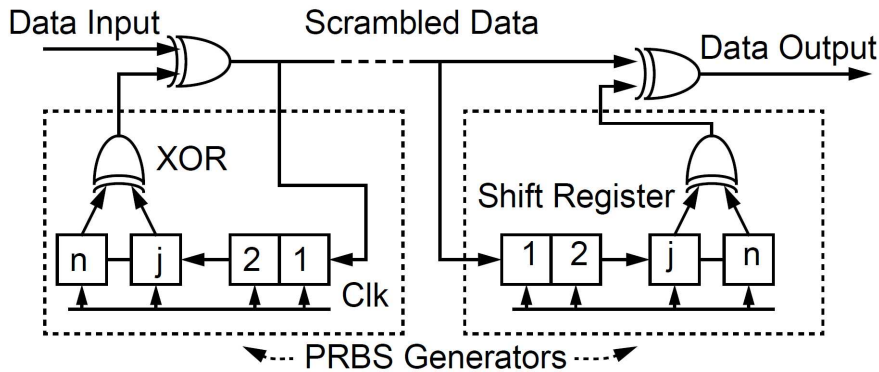 Data Input
Scrambled Data
Data Output
XOR
Shift Register
n
j
2
1
1
2
j
n
Clk
PRBS Generators